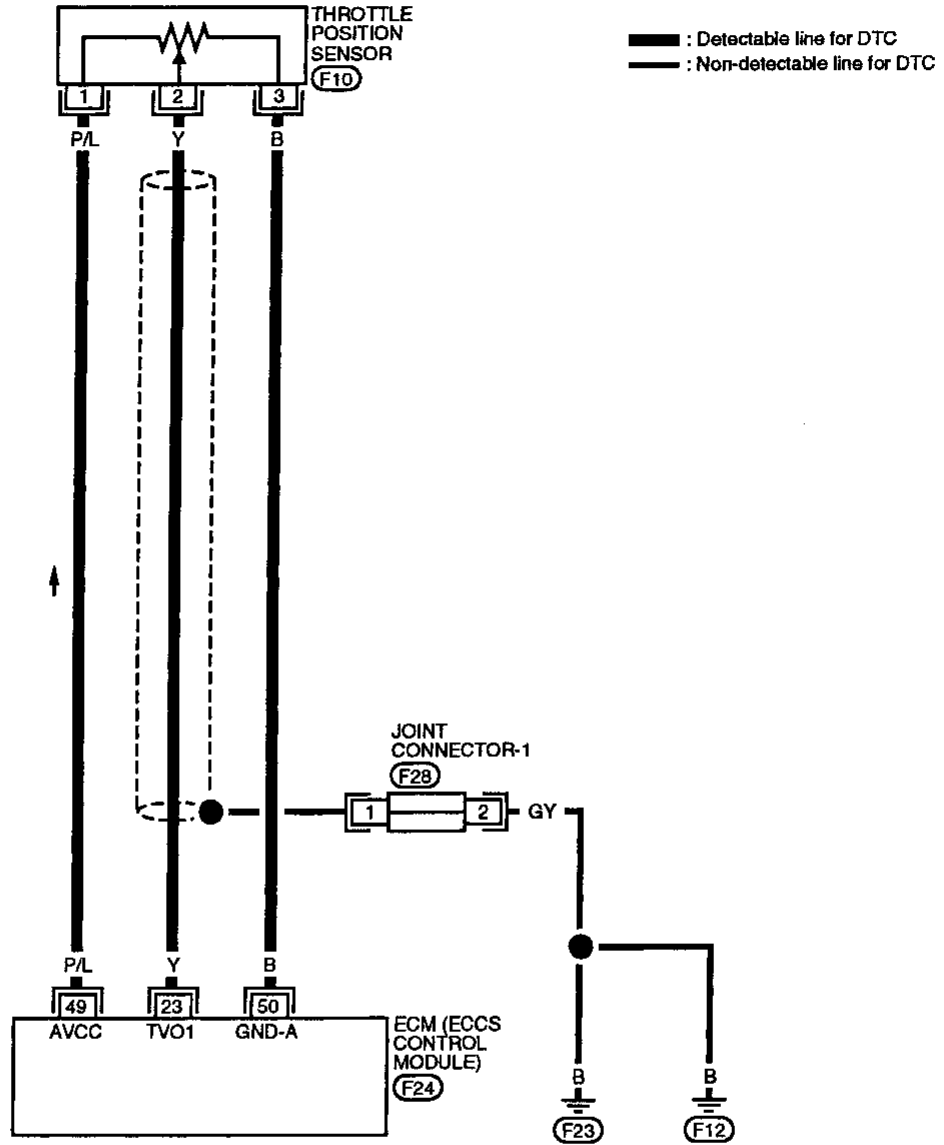 THROTTLE
POSITION
SENSOR
F10
: Detectable line for DTC
: Non-detectable line for DTC
1 2 3
P/L Y B
JOINT
CONNECTOR-1
F28
1 2 GY
P/L Y B
49 23 50
AVCC TVO1 GND-A
ECM (ECCS
CONTROL
MODULE)
F24
B B
F23 F12